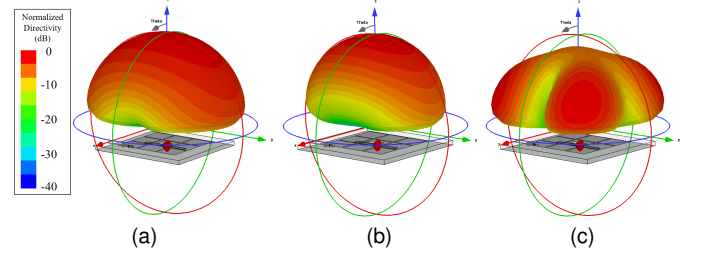 Normalized
Directivity
(dB)
0
-10
-20
-30
-40
Theta
Theta
Theta
z
x
y
x
y
x
y
(a)
(b)
(c)